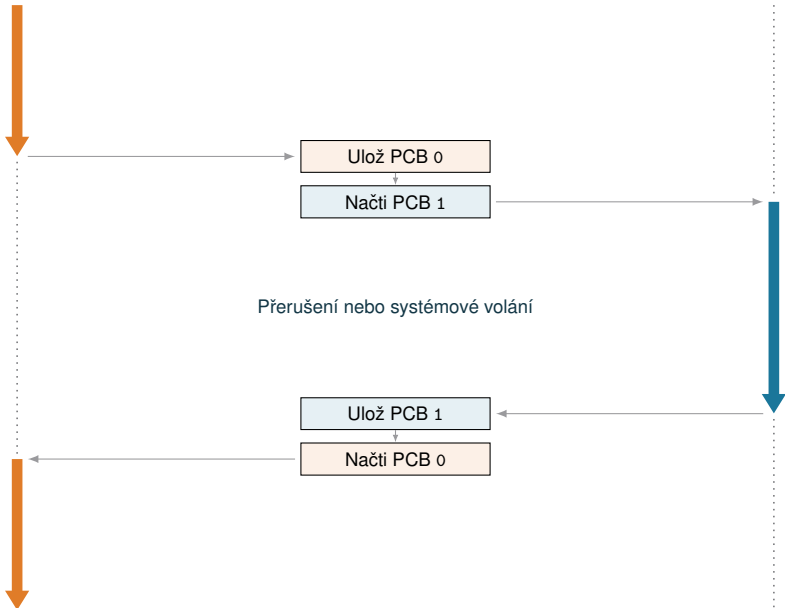 Ulož PCB 0
Načti PCB 1
Přerušení nebo systémové volání
Ulož PCB 1
Načti PCB 0